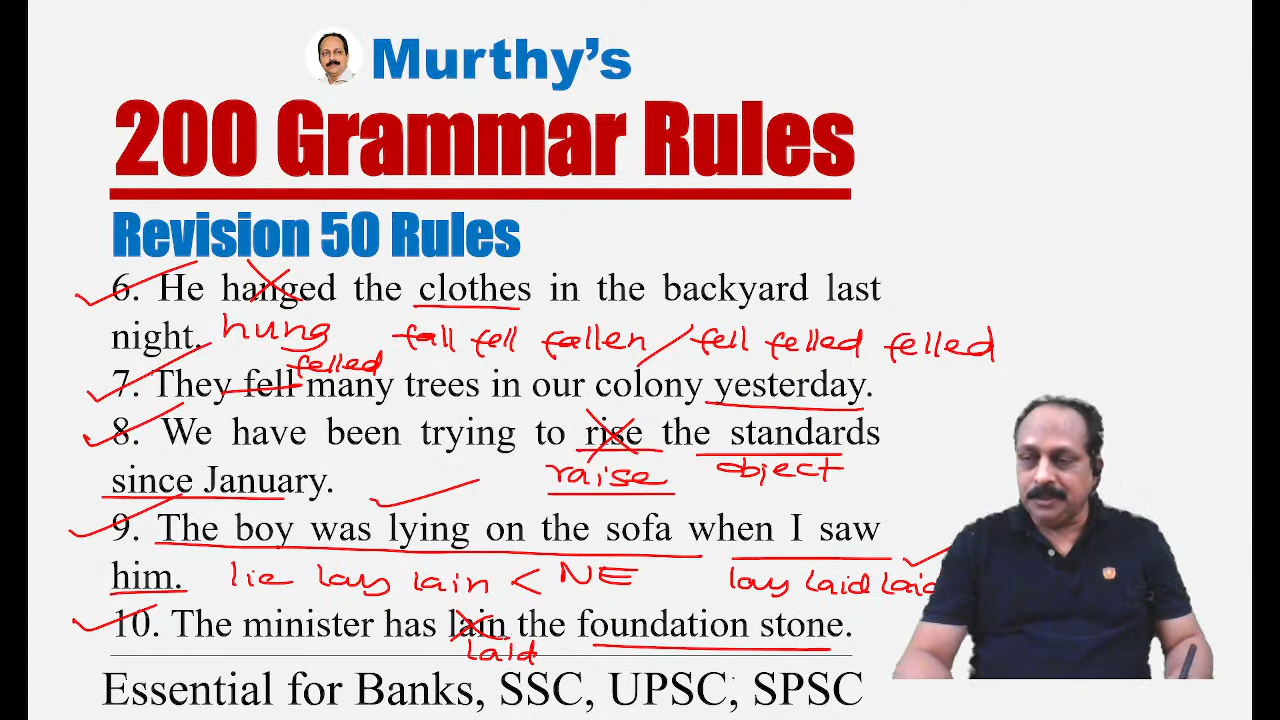 Murthy's
200 Grammar Rules
Revision 50 Rules
6. He hanged the clothes in the backyard last
night. hung fall fell fallen / fell felled felled
felled
7. They fell many trees in our colony yesterday.
8. We have been trying to rise the standards
since January. raise object
9. The boy was lying on the sofa when I saw
him. lie lay lain < NE lay laid laid
10. The minister has lain the foundation stone.
laid
Essential for Banks, SSC, UPSC, SPSC